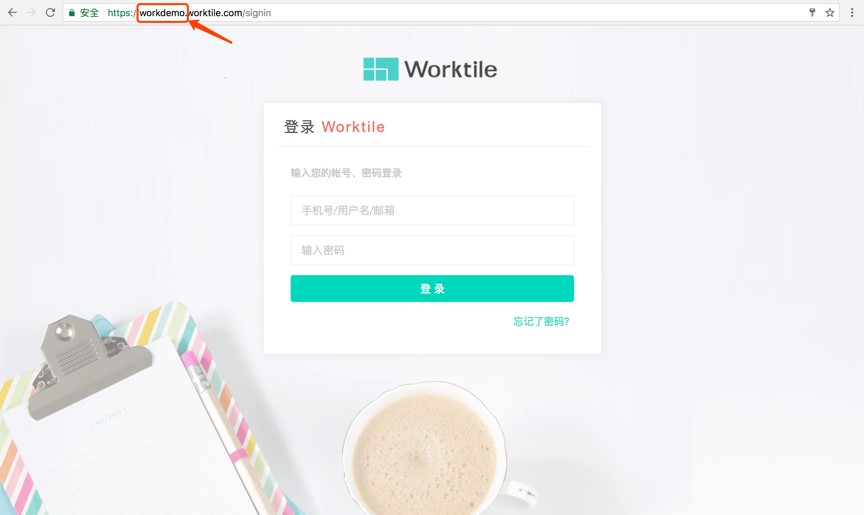 安全 https://workdemo.worktile.com/signin
Worktile
登录 Worktile
输入您的帐号、密码登录
手机号/用户名/邮箱
输入密码
登 录
忘记了密码?